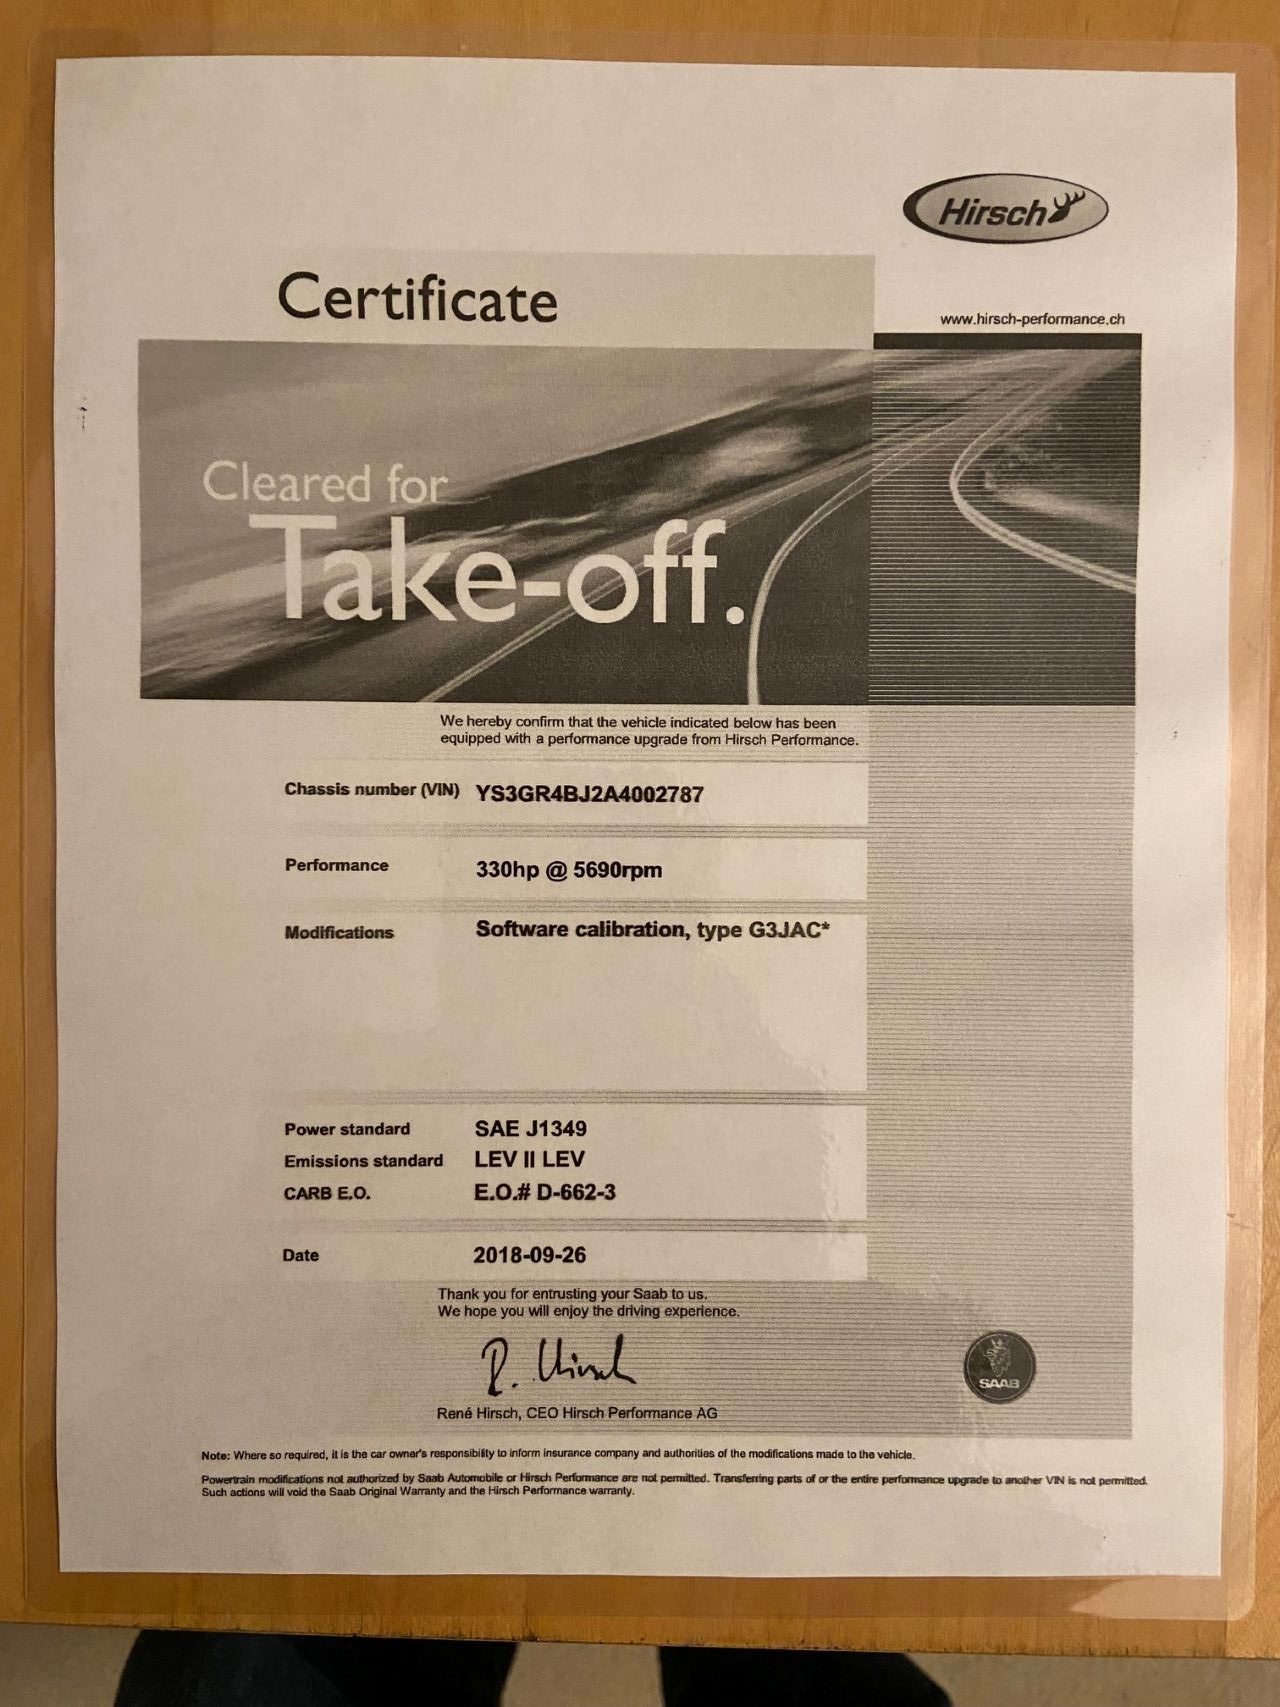 Hirsch
Certificate
www.hirsch-performance.ch
Cleared for
Take-off.
We hereby confirm that the vehicle indicated below has been
equipped with a performance upgrade from Hirsch Performance.
Chassis number (VIN) YS3GR4BJ2A4002787
Performance 330hp @ 5690rpm
Modifications Software calibration, type G3JAC*
Power standard SAE J1349
Emissions standard LEV II LEV
CARB E.O. E.O.# D-662-3
Date 2018-09-26
Thank you for entrusting your Saab to us.
We hope you will enjoy the driving experience.
R. Hirsch
SAAB
René Hirsch, CEO Hirsch Performance AG
Note: Where so required, it is the car owner's responsibility to inform insurance company and authorities of the modifications made to the vehicle.
Powertrain modifications not authorized by Saab Automobile or Hirsch Performance are not permitted. Transferring parts of or the entire performance upgrade to another VIN is not permitted.
Such actions will void the Saab Original Warranty and the Hirsch Performance warranty.